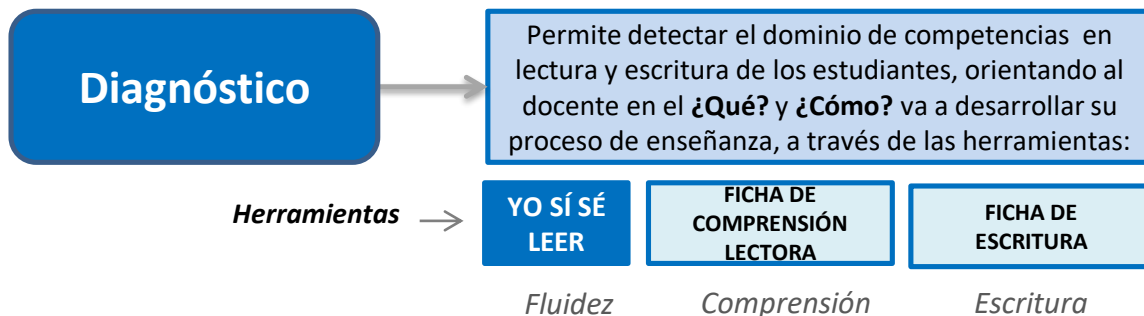 Diagnóstico
Permite detectar el dominio de competencias en
lectura y escritura de los estudiantes, orientando al
docente en el ¿Qué? y ¿Cómo? va a desarrollar su
proceso de enseñanza, a través de las herramientas:
Herramientas
YO SÍ SÉ
LEER
FICHA DE
COMPRENSIÓN
LECTORA
FICHA DE
ESCRITURA
Fluidez
Comprensión
Escritura